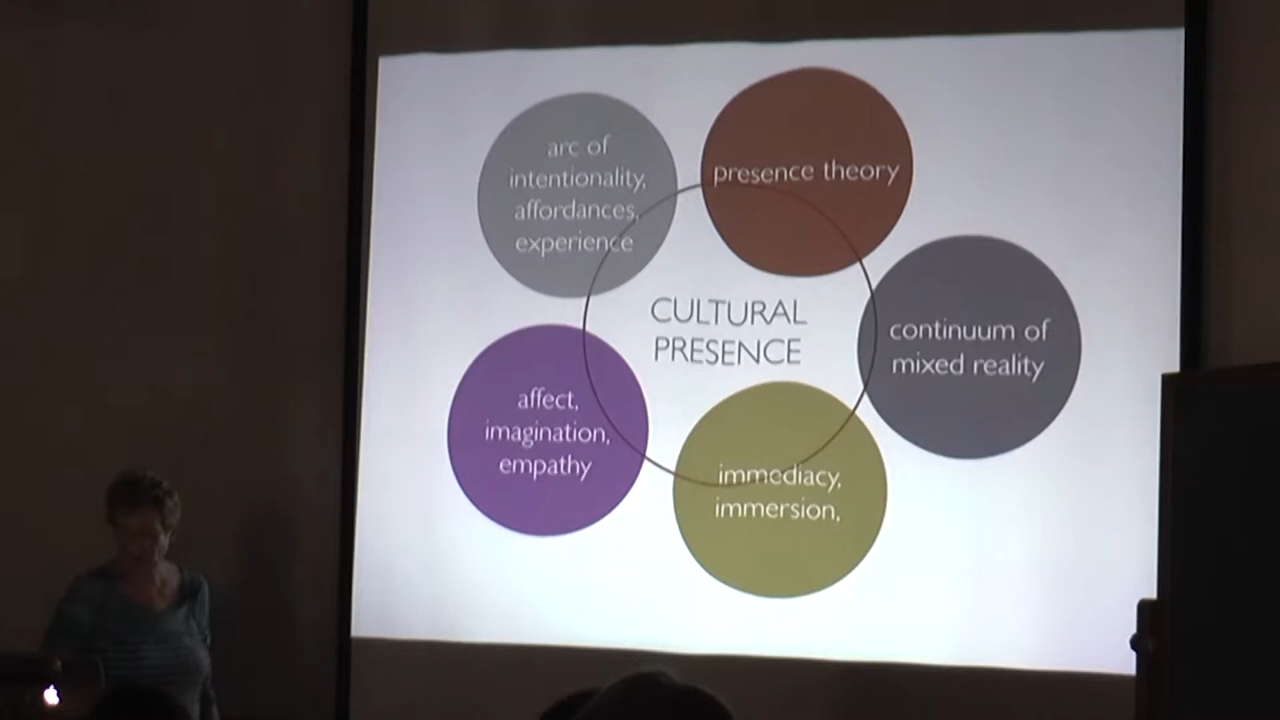 arc of
intentionality,
affordances,
experience
presence theory
CULTURAL
PRESENCE
continuum of
mixed reality
affect,
imagination,
empathy
immediacy,
immersion,